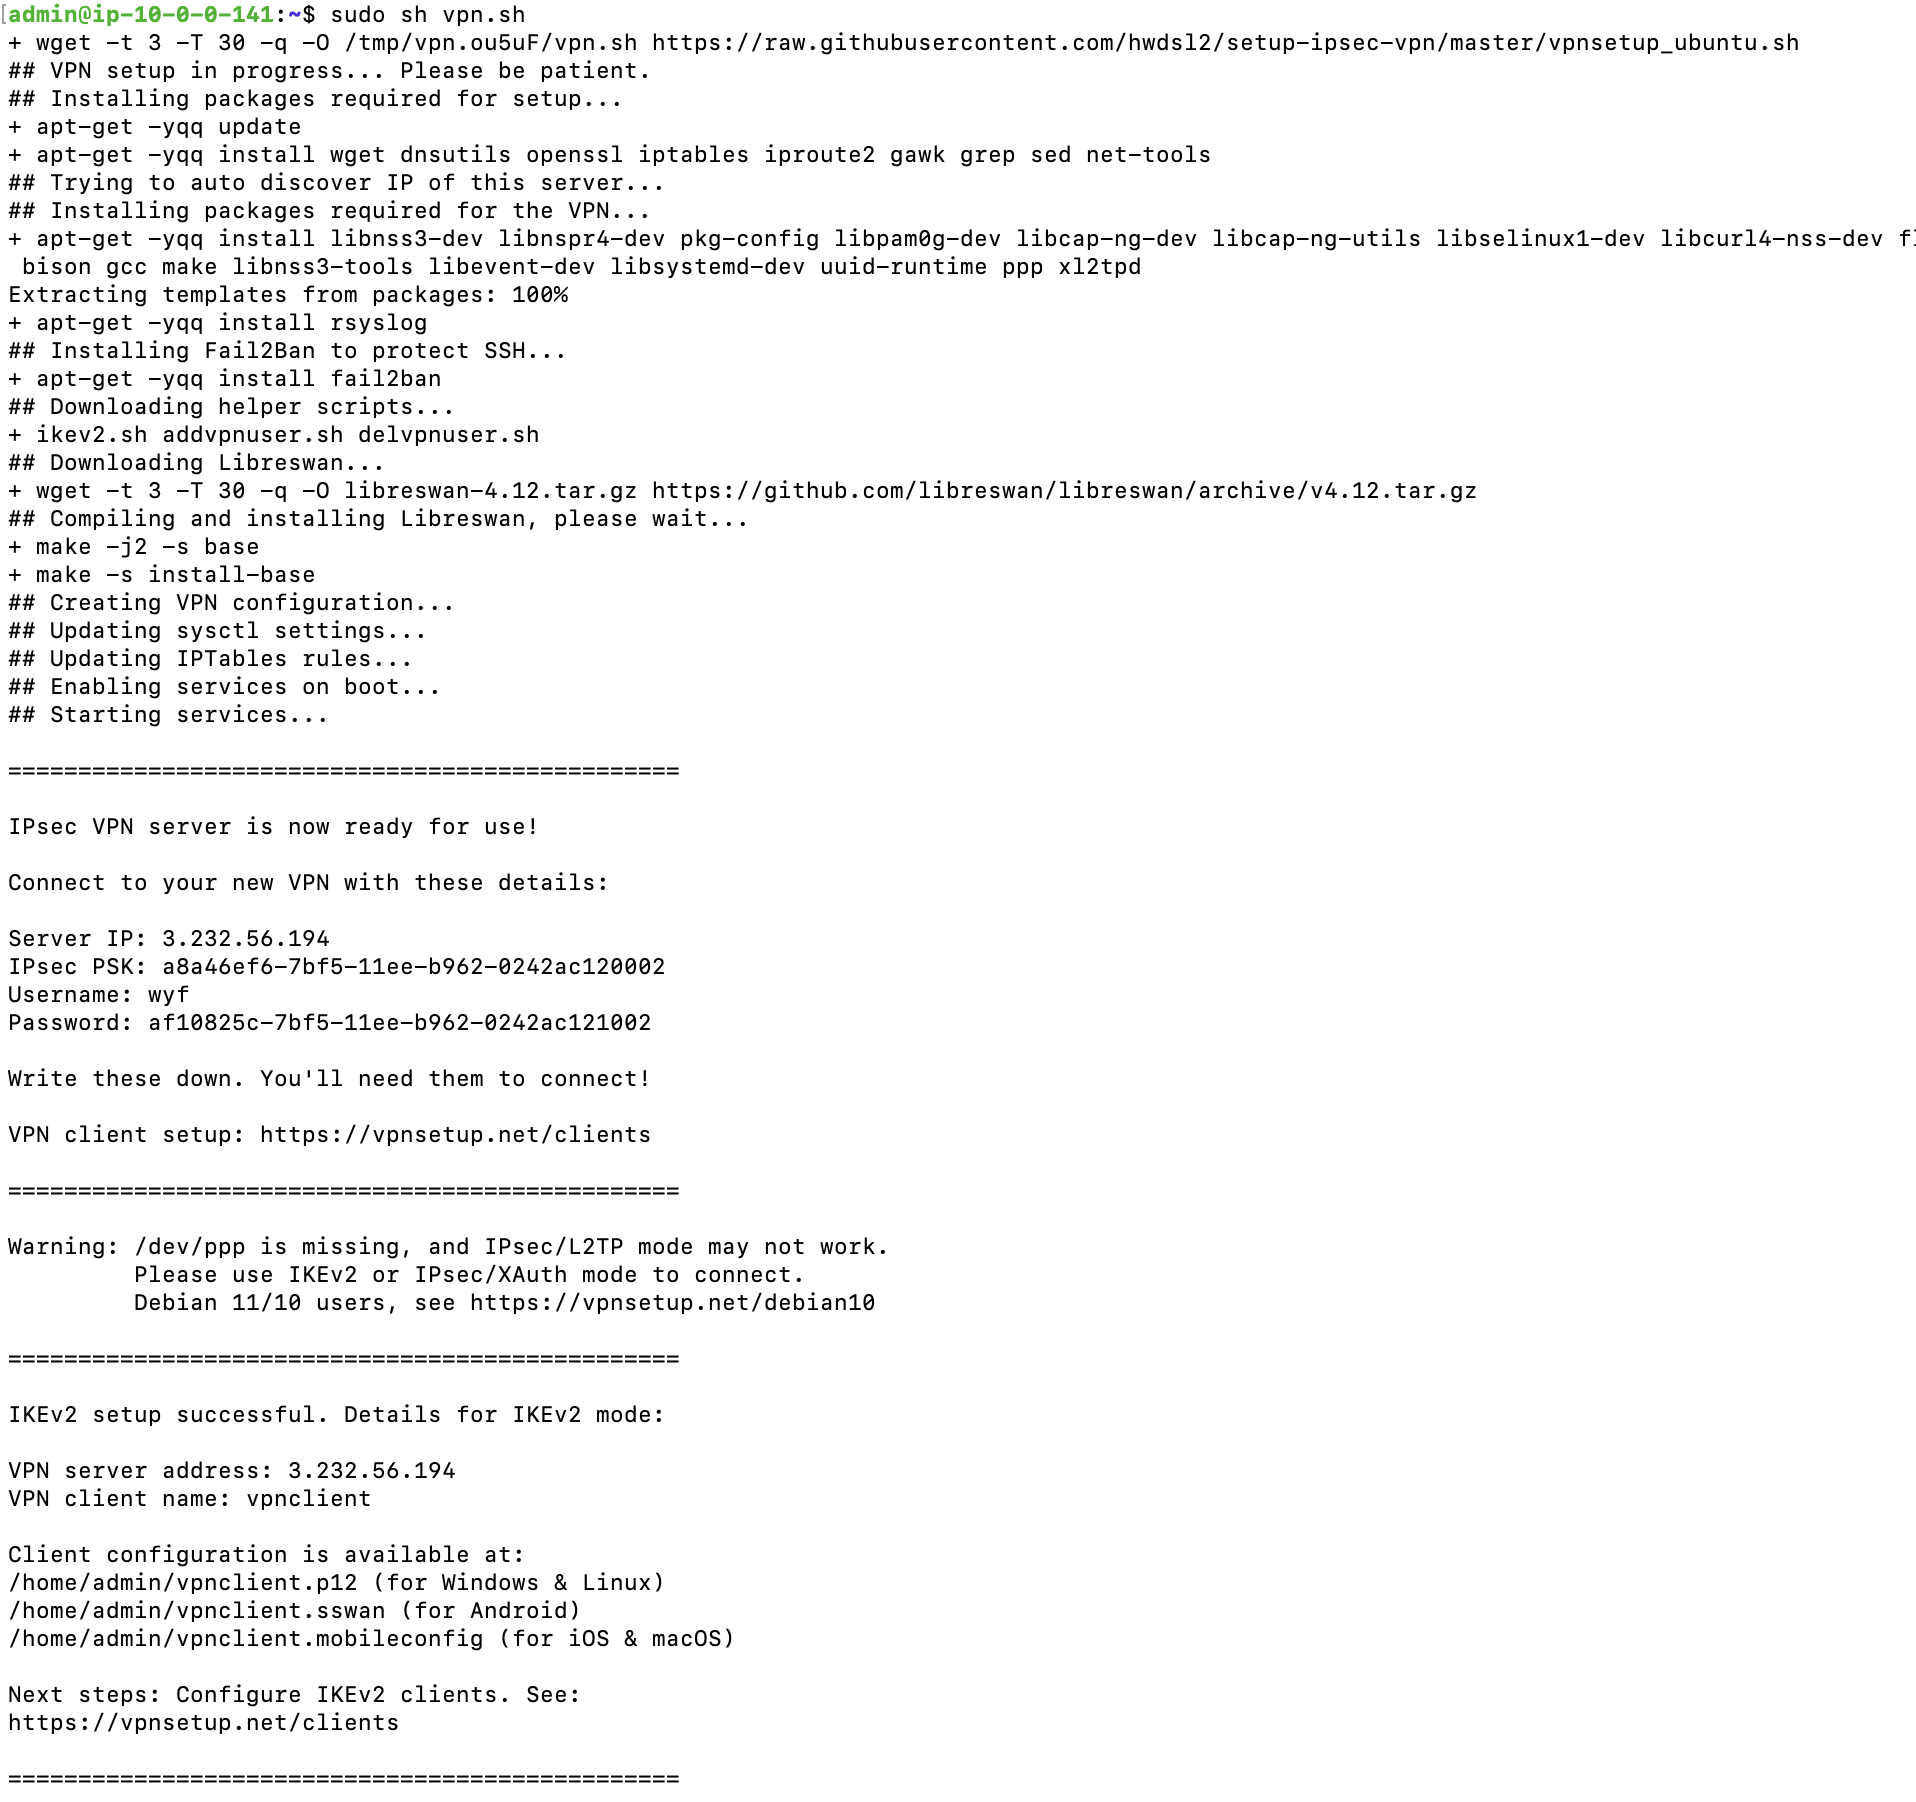 [admin@ip-10-0-0-141:~$ sudo sh vpn.sh
+ wget -t 3 -T 30 -q -O /tmp/vpn.ou5uF/vpn.sh https://raw.githubusercontent.com/hwdsl2/setup-ipsec-vpn/master/vpnsetup_ubuntu.sh
## VPN setup in progress... Please be patient.
## Installing packages required for setup...
+ apt-get -yqq update
+ apt-get -yqq install wget dnsutils openssl iptables iproute2 gawk grep sed net-tools
## Trying to auto discover IP of this server...
## Installing packages required for the VPN...
+ apt-get -yqq install libnss3-dev libnspr4-dev pkg-config libpam0g-dev libcap-ng-dev libcap-ng-utils libselinux1-dev libcurl4-nss-dev
bison gcc make libnss3-tools libevent-dev libsystemd-dev uuid-runtime ppp xl2tpd
Extracting templates from packages: 100%
+ apt-get -yqq install rsyslog
## Installing Fail2Ban to protect SSH...
+ apt-get -yqq install fail2ban
## Downloading helper scripts...
+ ikev2.sh addvpnuser.sh delvpnuser.sh
## Downloading Libreswan...
+ wget -t 3 -T 30 -q -O libreswan-4.12.tar.gz https://github.com/libreswan/libreswan/archive/v4.12.tar.gz
## Compiling and installing Libreswan, please wait...
+ make -j2 -s base
+ make -s install-base
## Creating VPN configuration...
## Updating sysctl settings...
## Updating IPTables rules...
## Enabling services on boot...
## Starting services...
================================================
IPsec VPN server is now ready for use!
Connect to your new VPN with these details:
Server IP: 3.232.56.194
IPsec PSK: a8a46ef6-7bf5-11ee-b962-0242ac120002
Username: wyf
Password: af10825c-7bf5-11ee-b962-0242ac121002
Write these down. You'll need them to connect!
VPN client setup: https://vpnsetup.net/clients
================================================
Warning: /dev/ppp is missing, and IPsec/L2TP mode may not work.
Please use IKEv2 or IPsec/XAuth mode to connect.
Debian 11/10 users, see https://vpnsetup.net/debian10
================================================
IKEv2 setup successful. Details for IKEv2 mode:
VPN server address: 3.232.56.194
VPN client name: vpnclient
Client configuration is available at:
/home/admin/vpnclient.p12 (for Windows & Linux)
/home/admin/vpnclient.sswan (for Android)
/home/admin/vpnclient.mobileconfig (for iOS & macOS)
Next steps: Configure IKEv2 clients. See:
https://vpnsetup.net/clients
================================================